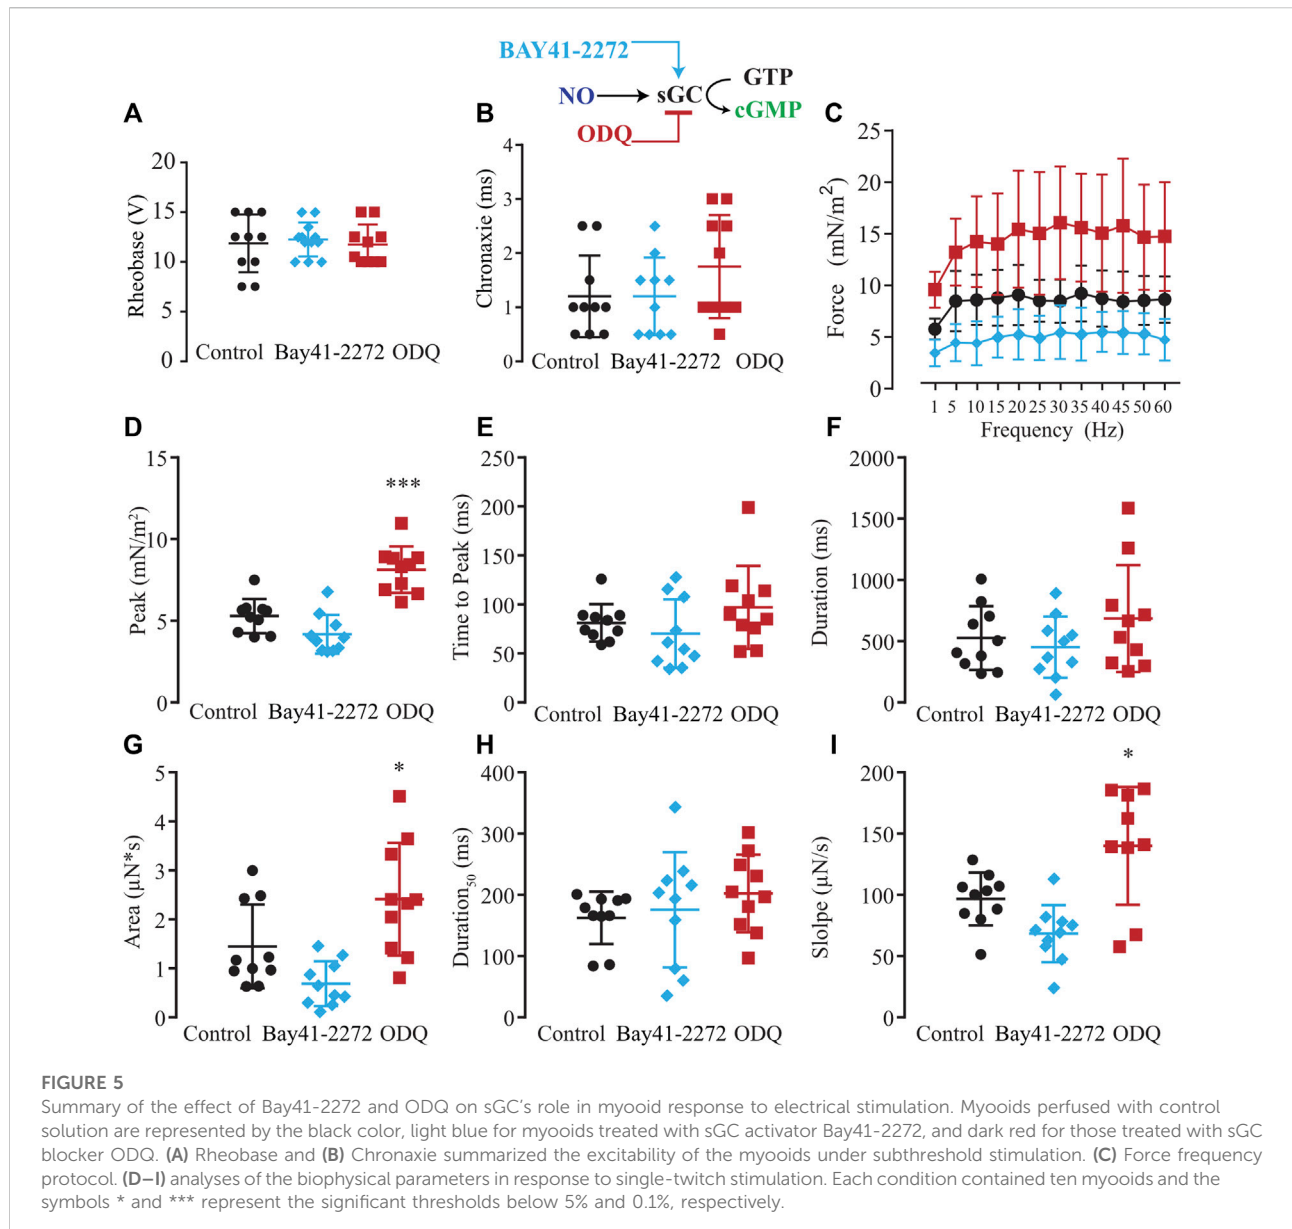 BAY41-2272
NO
sGC
GTP
cGMP
ODQ
A
Rheobase (V)
20
15
10
5
0
Control Bay41-2272 ODQ
B
Chronaxie (ms)
4
3
2
1
0
Control Bay41-2272 ODQ
C
Force (mN/m²)
25
20
15
10
5
0
1 5 10 15 20 25 30 35 40 45 50 60
Frequency (Hz)
D
Peak (mN/m²)
15
10
5
0
***
Control Bay41-2272 ODQ
E
Time to Peak (ms)
250
200
150
100
50
0
Control Bay41-2272 ODQ
F
Duration (ms)
2000
1500
1000
500
0
Control Bay41-2272 ODQ
G
Area (µN*s)
5
4
3
2
1
0
*
Control Bay41-2272 ODQ
H
Duration₅₀ (ms)
400
300
200
100
0
Control Bay41-2272 ODQ
I
Slolpe (µN/s)
200
150
100
50
0
*
Control Bay41-2272 ODQ
FIGURE 5
Summary of the effect of Bay41-2272 and ODQ on sGC's role in myooid response to electrical stimulation. Myooids perfused with control
solution are represented by the black color, light blue for myooids treated with sGC activator Bay41-2272, and dark red for those treated with sGC
blocker ODQ. (A) Rheobase and (B) Chronaxie summarized the excitability of the myooids under subthreshold stimulation. (C) Force frequency
protocol. (D–I) analyses of the biophysical parameters in response to single-twitch stimulation. Each condition contained ten myooids and the
symbols * and *** represent the significant thresholds below 5% and 0.1%, respectively.